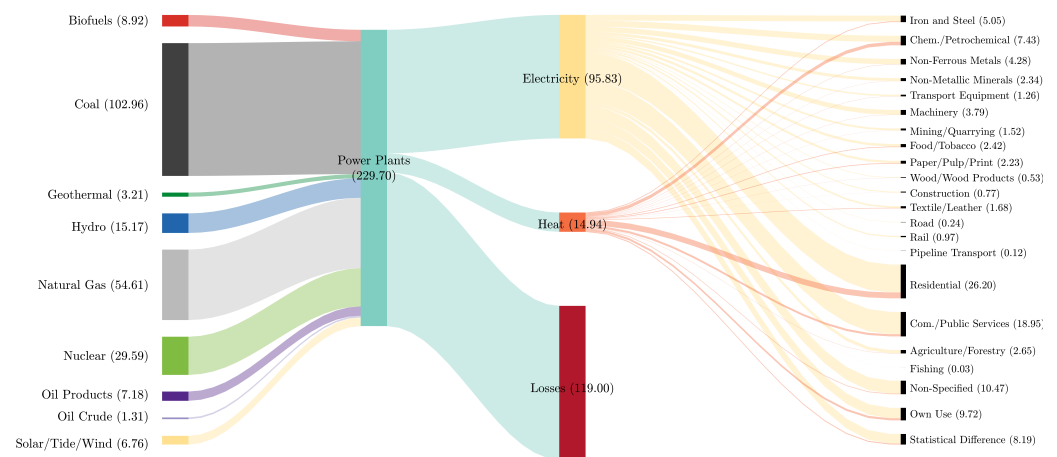 Biofuels (8.92)
Coal (102.96)
Geothermal (3.21)
Hydro (15.17)
Natural Gas (54.61)
Nuclear (29.59)
Oil Products (7.18)
Oil Crude (1.31)
Solar/Tide/Wind (6.76)
Power Plants
(229.70)
Electricity (95.83)
Heat (14.94)
Losses (119.00)
Iron and Steel (5.05)
Chem./Petrochemical (7.43)
Non-Ferrous Metals (4.28)
Non-Metallic Minerals (2.34)
Transport Equipment (1.26)
Machinery (3.79)
Mining/Quarrying (1.52)
Food/Tobacco (2.42)
Paper/Pulp/Print (2.23)
Wood/Wood Products (0.53)
Construction (0.77)
Textile/Leather (1.68)
Road (0.24)
Rail (0.97)
Pipeline Transport (0.12)
Residential (26.20)
Com./Public Services (18.95)
Agriculture/Forestry (2.65)
Fishing (0.03)
Non-Specified (10.47)
Own Use (9.72)
Statistical Difference (8.19)